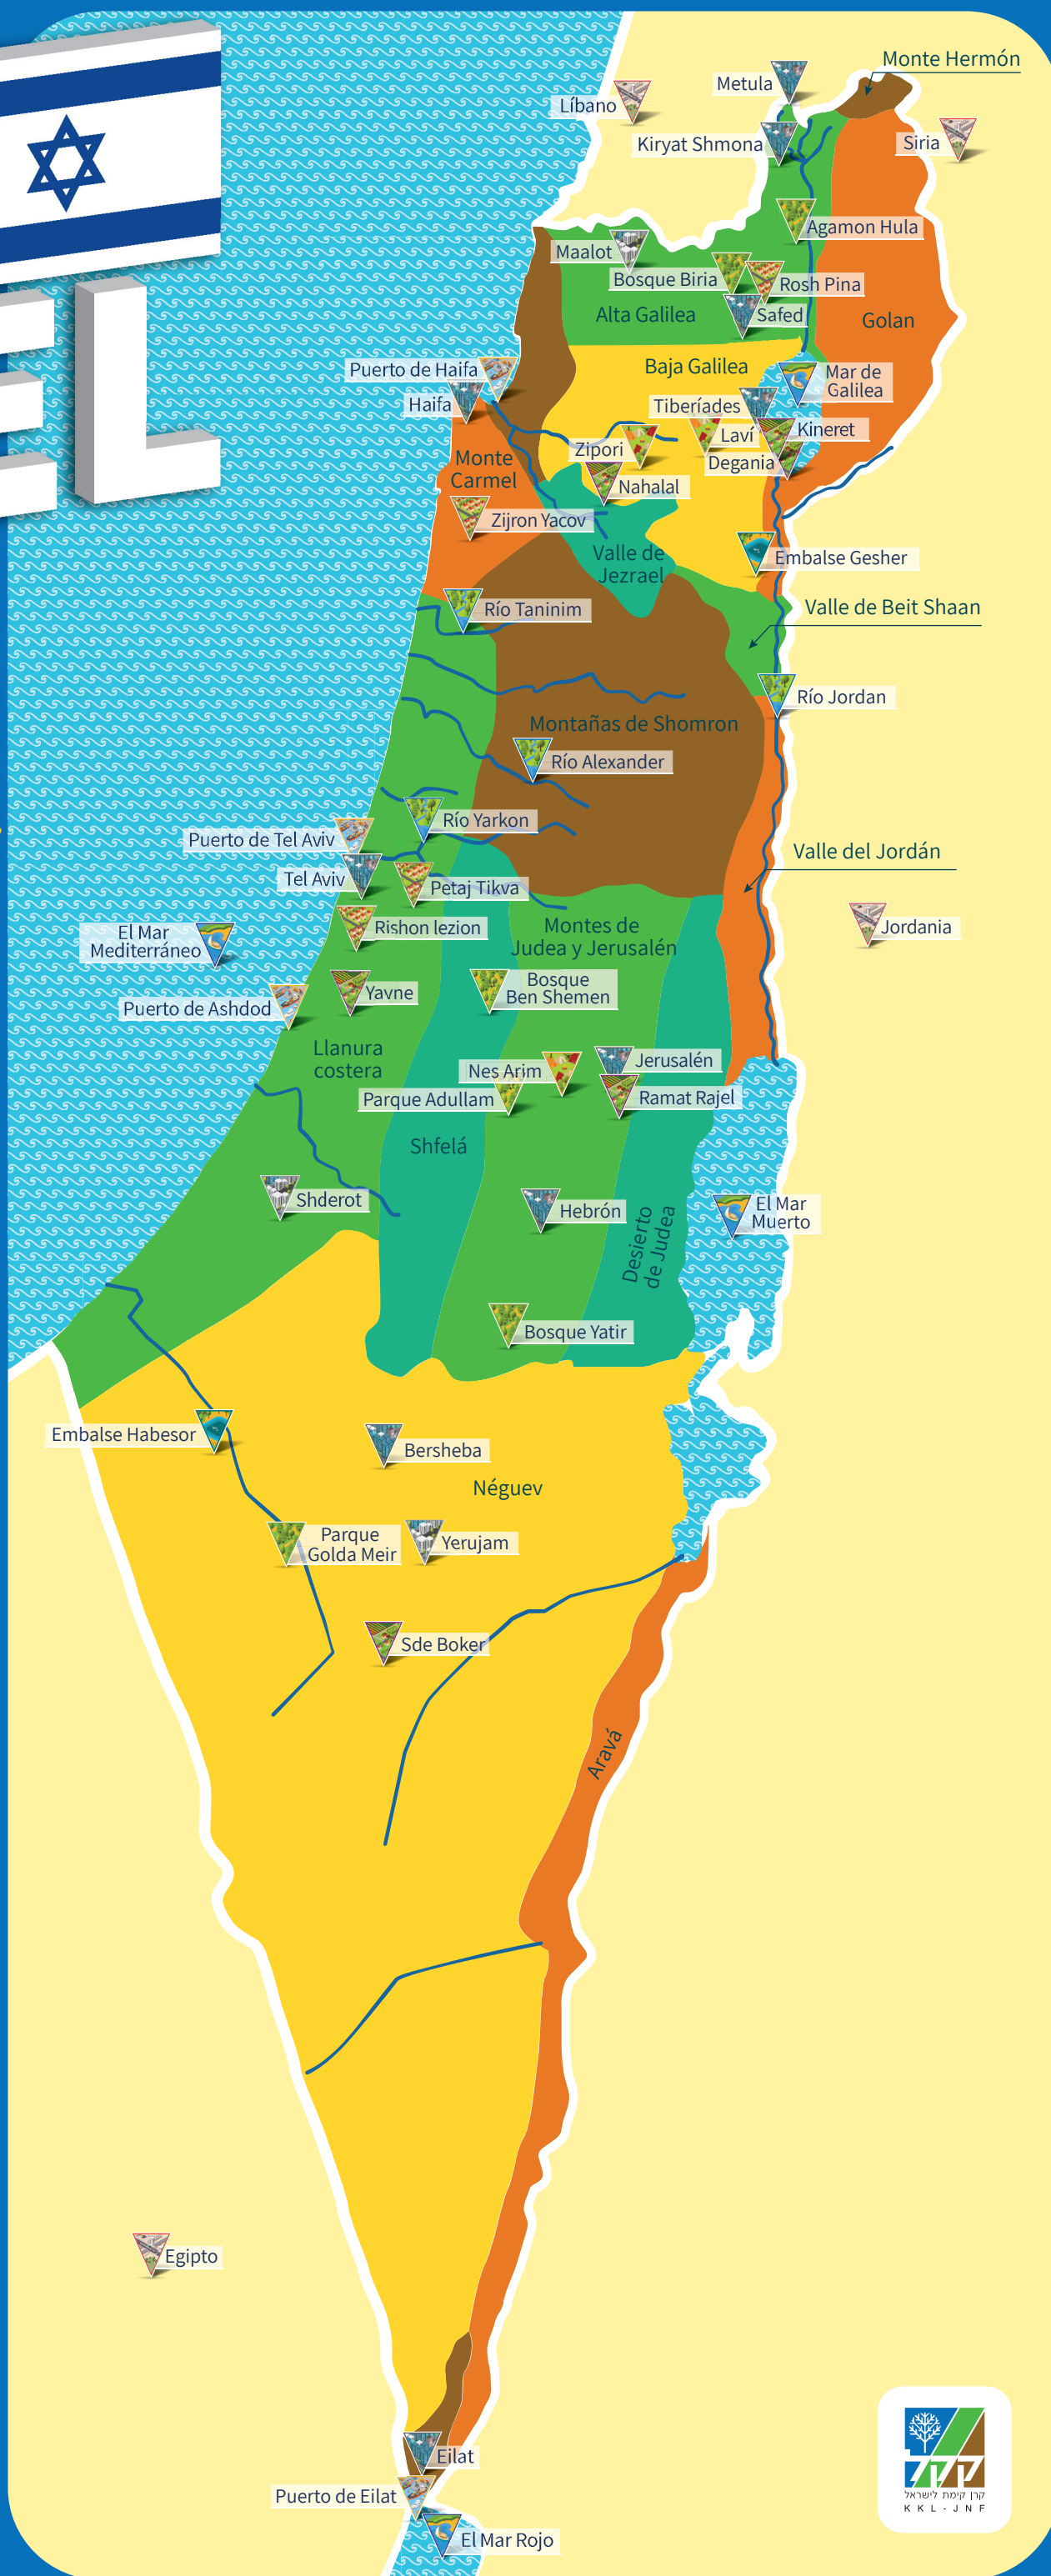 EL
Monte Hermón
Metula
Líbano
Siria
Kiryat Shmona
Agamon Hula
Maalot
Bosque Biria
Rosh Pina
Alta Galilea
Safed
Golan
Baja Galilea
Puerto de Haifa
Mar de
Galilea
Haifa
Tiberíades
Kineret
Laví
Zipori
Degania
Monte
Carmel
Nahalal
Zijron Yacov
Valle de
Jezrael
Embalse Gesher
Río Taninim
Valle de Beit Shaan
Río Jordan
Montañas de Shomron
Río Alexander
Río Yarkon
Puerto de Tel Aviv
Valle del Jordán
Tel Aviv
Petaj Tikva
Rishon lezion
Montes de
Judea y Jerusalén
Jordania
El Mar
Mediterráneo
Bosque
Ben Shemen
Yavne
Puerto de Ashdod
Llanura
costera
Jerusalén
Nes Arim
Parque Adullam
Ramat Rajel
Shfelá
Shderot
Hebrón
Desierto
de Judea
El Mar
Muerto
Bosque Yatir
Embalse Habesor
Bersheba
Néguev
Parque
Golda Meir
Yerujam
Sde Boker
Aravá
Egipto
Eilat
Puerto de Eilat
El Mar Rojo
קקל
קרן קימת לישראל
KKL-JNF